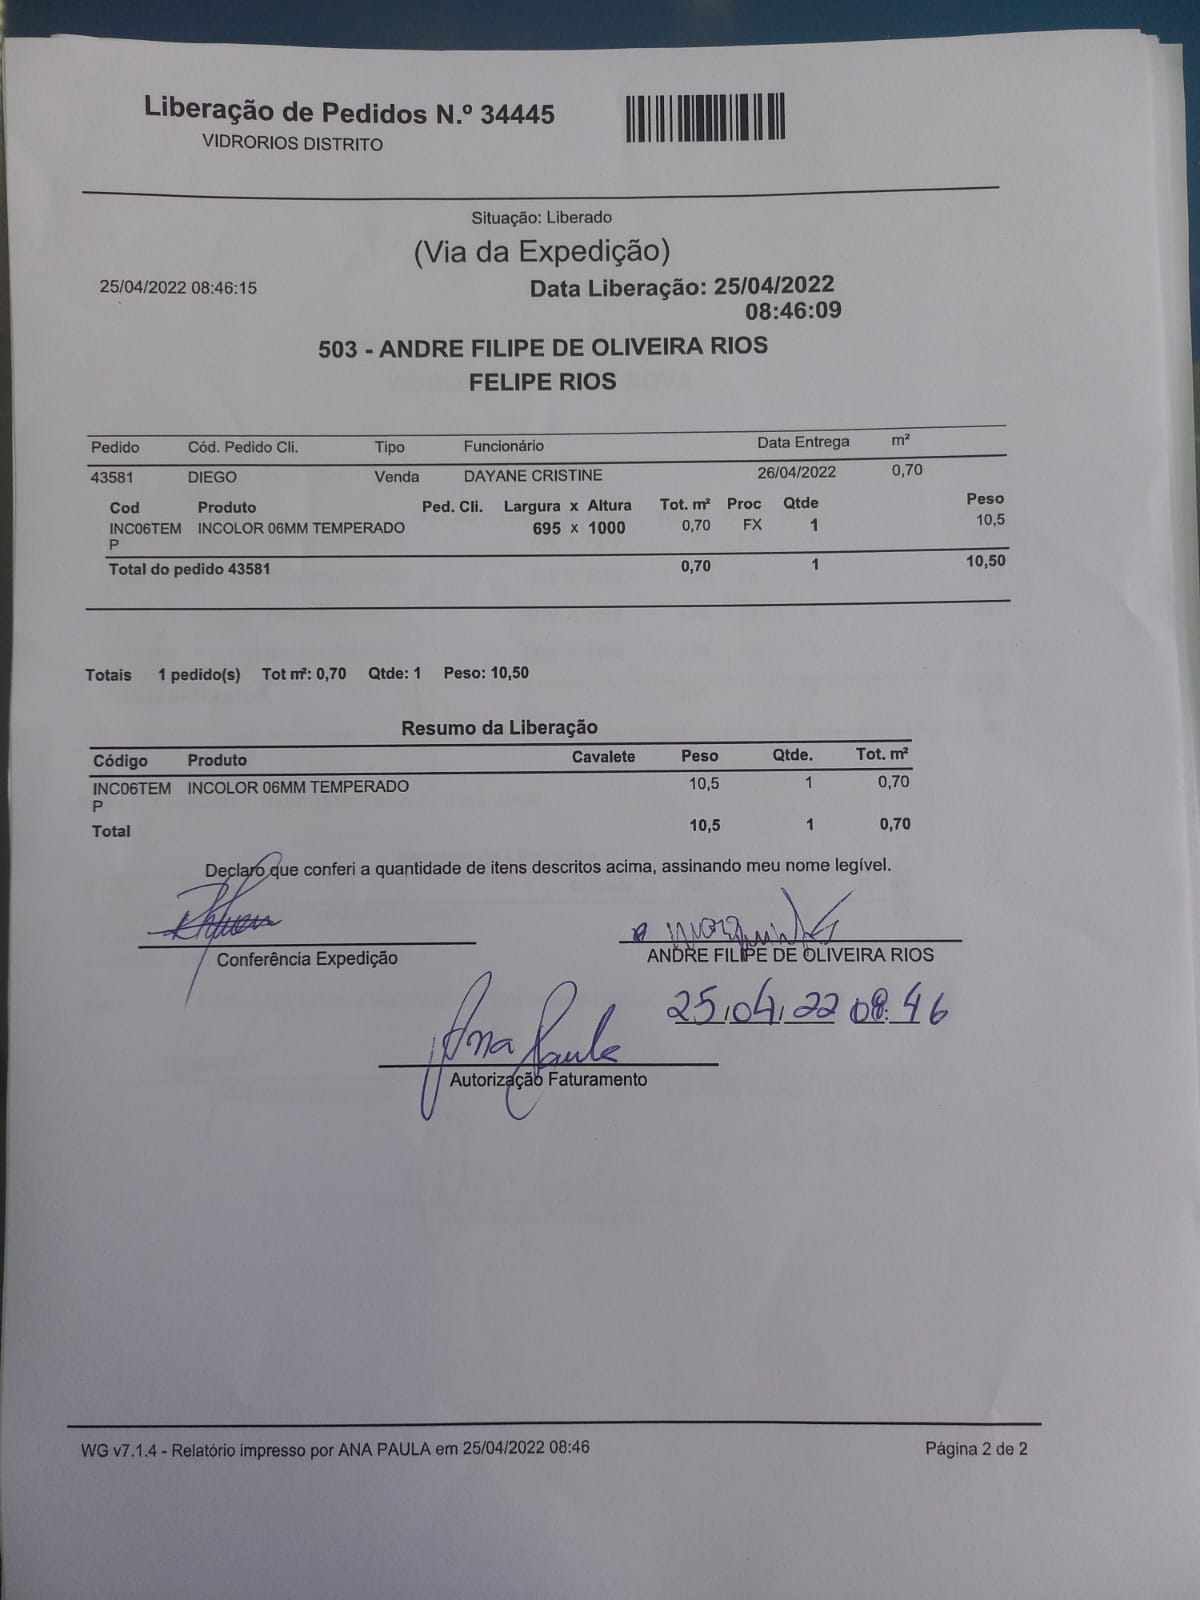 Liberação de Pedidos N.º 34445
VIDRORIOS DISTRITO
Situação: Liberado
(Via da Expedição)
25/04/2022 08:46:15
Data Liberação: 25/04/2022
08:46:09
503 - ANDRE FILIPE DE OLIVEIRA RIOS
FELIPE RIOS
Pedido Cód. Pedido Cli. Tipo Funcionário Data Entrega m²
43581 DIEGO Venda DAYANE CRISTINE 26/04/2022 0,70
Cod Produto Ped. Cli. Largura x Altura Tot. m² Proc Qtde Peso
INC06TEM INCOLOR 06MM TEMPERADO 695 x 1000 0,70 FX 1 10,5
P
Total do pedido 43581 0,70 1 10,50
Totais 1 pedido(s) Tot m²: 0,70 Qtde: 1 Peso: 10,50
Resumo da Liberação
Código Produto Cavalete Peso Qtde. Tot. m²
INC06TEM INCOLOR 06MM TEMPERADO 10,5 1 0,70
P
Total 10,5 1 0,70
Declaro que conferi a quantidade de itens descritos acima, assinando meu nome legível.
Conferência Expedição
ANDRE FILIPE DE OLIVEIRA RIOS
25/04/22 08:46
Ana Paula
Autorização Faturamento
WG v7.1.4 - Relatório impresso por ANA PAULA em 25/04/2022 08:46
Página 2 de 2